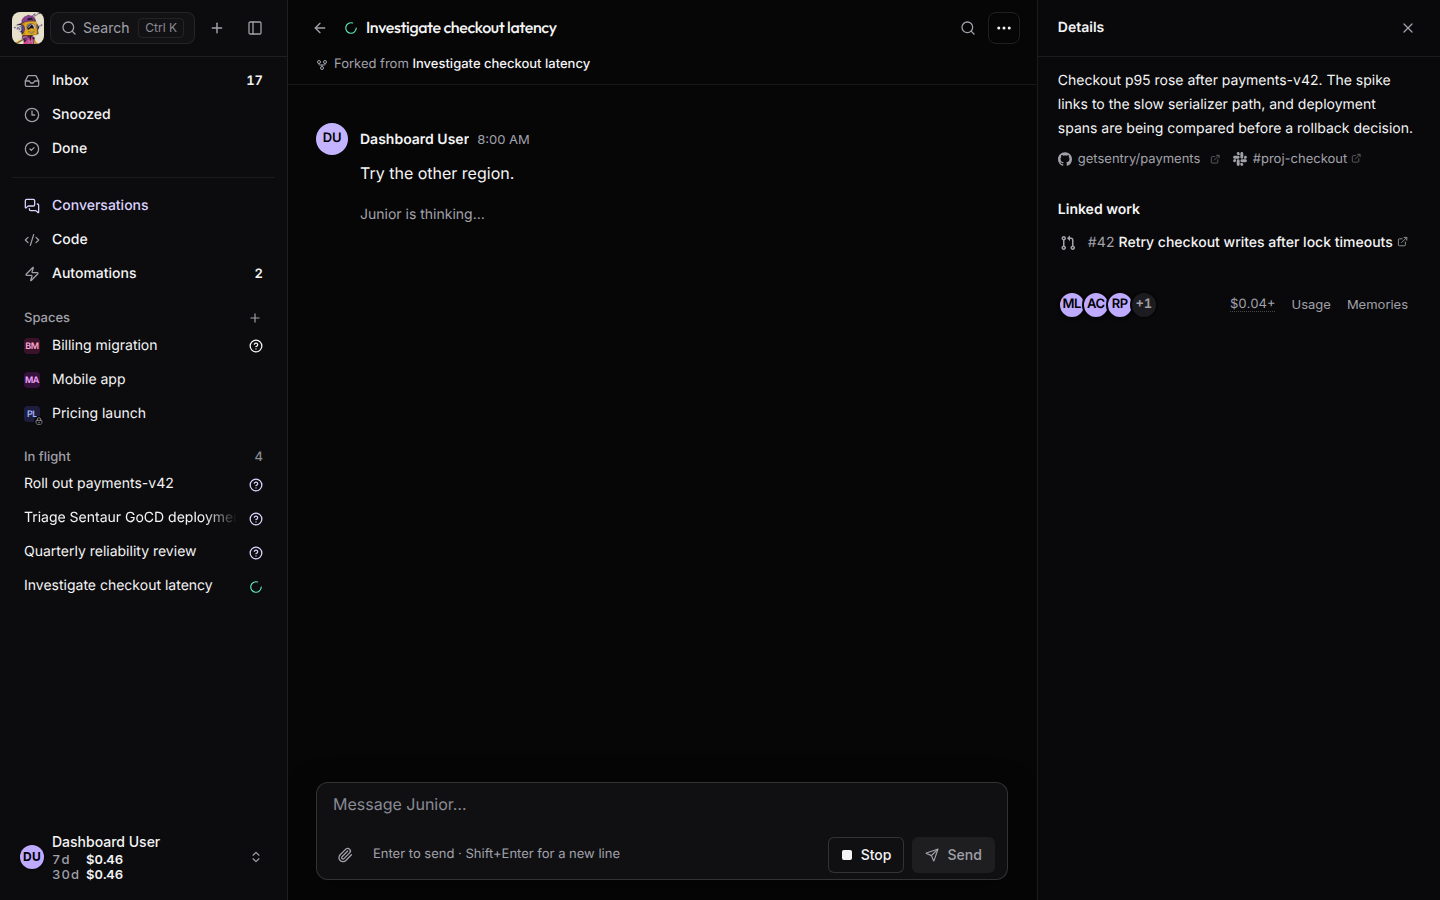 Search Ctrl K
Inbox 17
Snoozed
Done
Conversations
Code
Automations 2
Spaces
BM Billing migration
MA Mobile app
PL Pricing launch
In flight 4
Roll out payments-v42
Triage Sentaur GoCD deployme
Quarterly reliability review
Investigate checkout latency
DU Dashboard User
7d $0.46
30d $0.46
Investigate checkout latency
Forked from Investigate checkout latency
DU Dashboard User 8:00 AM
Try the other region.
Junior is thinking...
Message Junior...
Enter to send · Shift+Enter for a new line
Stop
Send
Details
Checkout p95 rose after payments-v42. The spike
links to the slow serializer path, and deployment
spans are being compared before a rollback decision.
getsentry/payments #proj-checkout
Linked work
#42 Retry checkout writes after lock timeouts
ML AC RP +1 $0.04+ Usage Memories